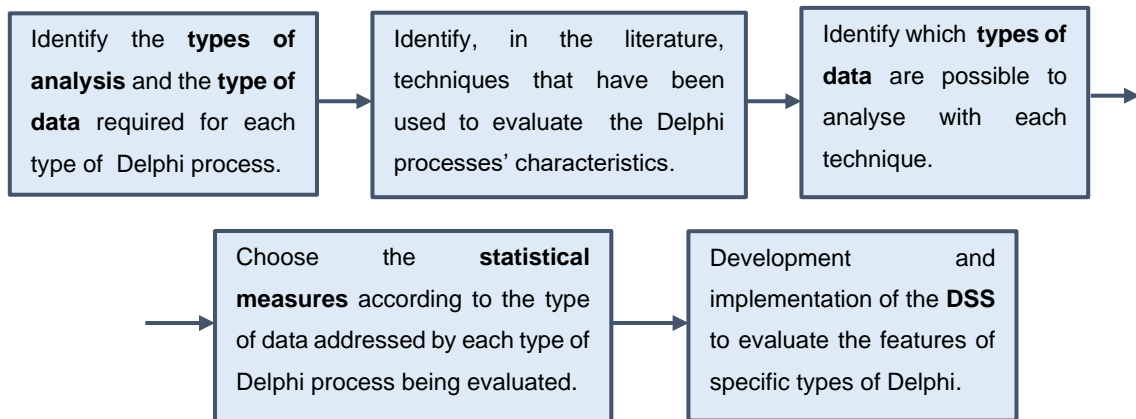 Identify the types of
analysis and the type of
data required for each
type of Delphi process.
Identify, in the literature,
techniques that have been
used to evaluate the Delphi
processes’ characteristics.
Identify which types of
data are possible to
analyse with each
technique.
Choose the statistical
measures according to the type
of data addressed by each type of
Delphi process being evaluated.
Development and
implementation of the DSS
to evaluate the features of
specific types of Delphi.